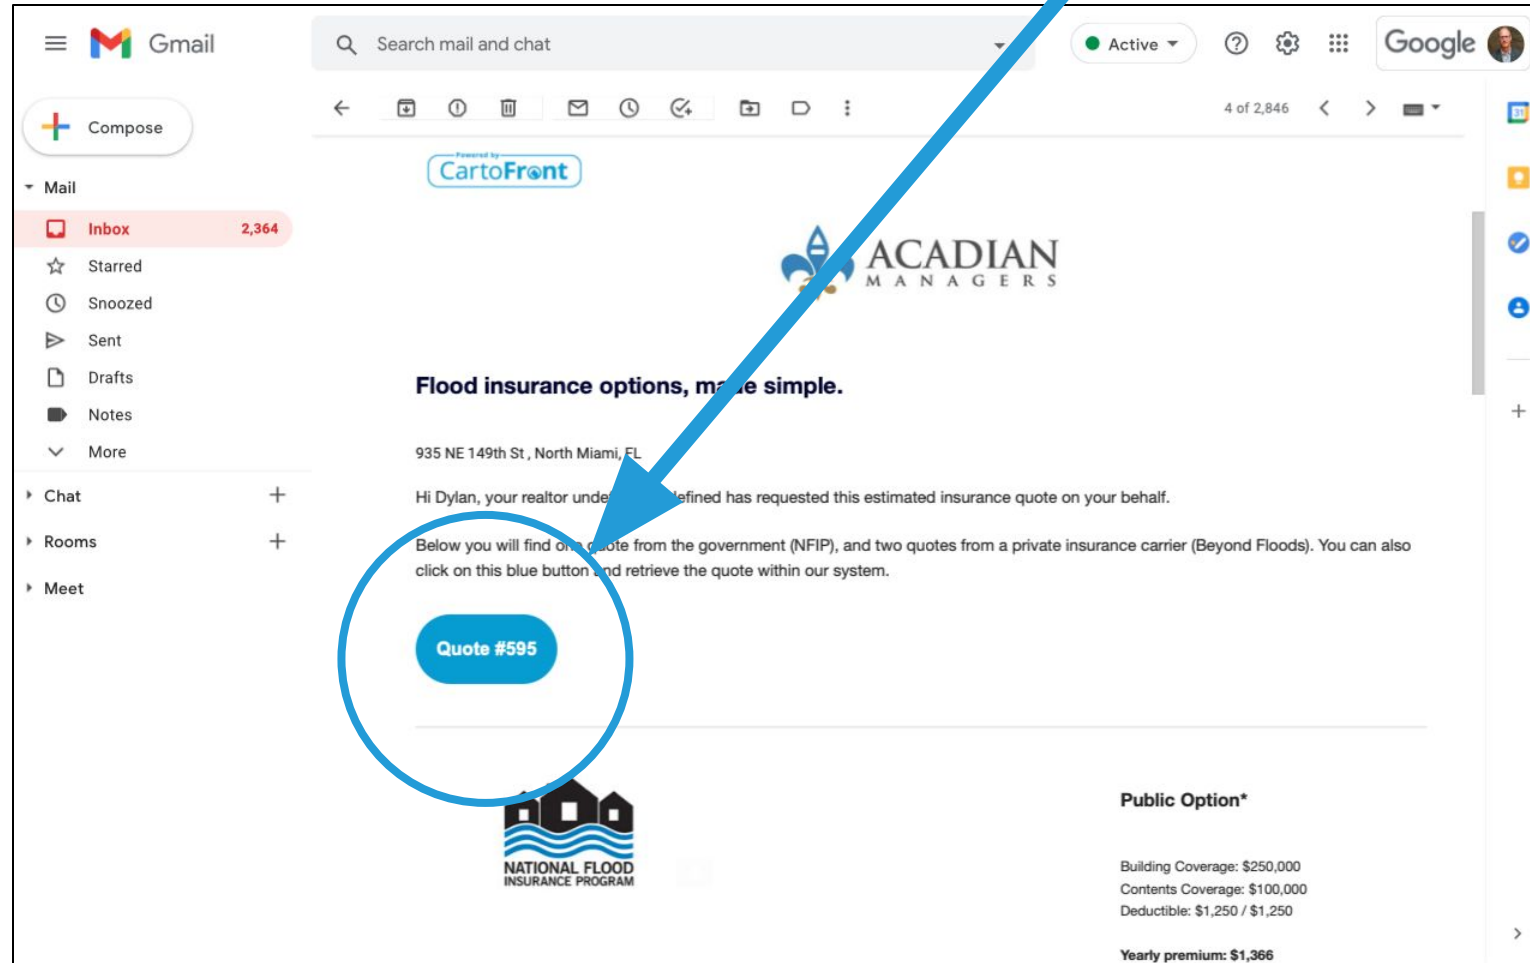 Gmail
Search mail and chat
Active
Google
Compose
4 of 2,846
31
Mail
Inbox 2,364
Starred
Snoozed
Sent
Drafts
Notes
More
Chat
Rooms
Meet
Powered by
CartoFront
ACADIAN
MANAGERS
Flood insurance options, made simple.
935 NE 149th St , North Miami, FL
Hi Dylan, your realtor has requested this estimated insurance quote on your behalf.
Below you will find one quote from the government (NFIP), and two quotes from a private insurance carrier (Beyond Floods). You can also
click on this blue button and retrieve the quote within our system.
Quote #595
NATIONAL FLOOD
INSURANCE PROGRAM
Public Option*
Building Coverage: $250,000
Contents Coverage: $100,000
Deductible: $1,250 / $1,250
Yearly premium: $1,366